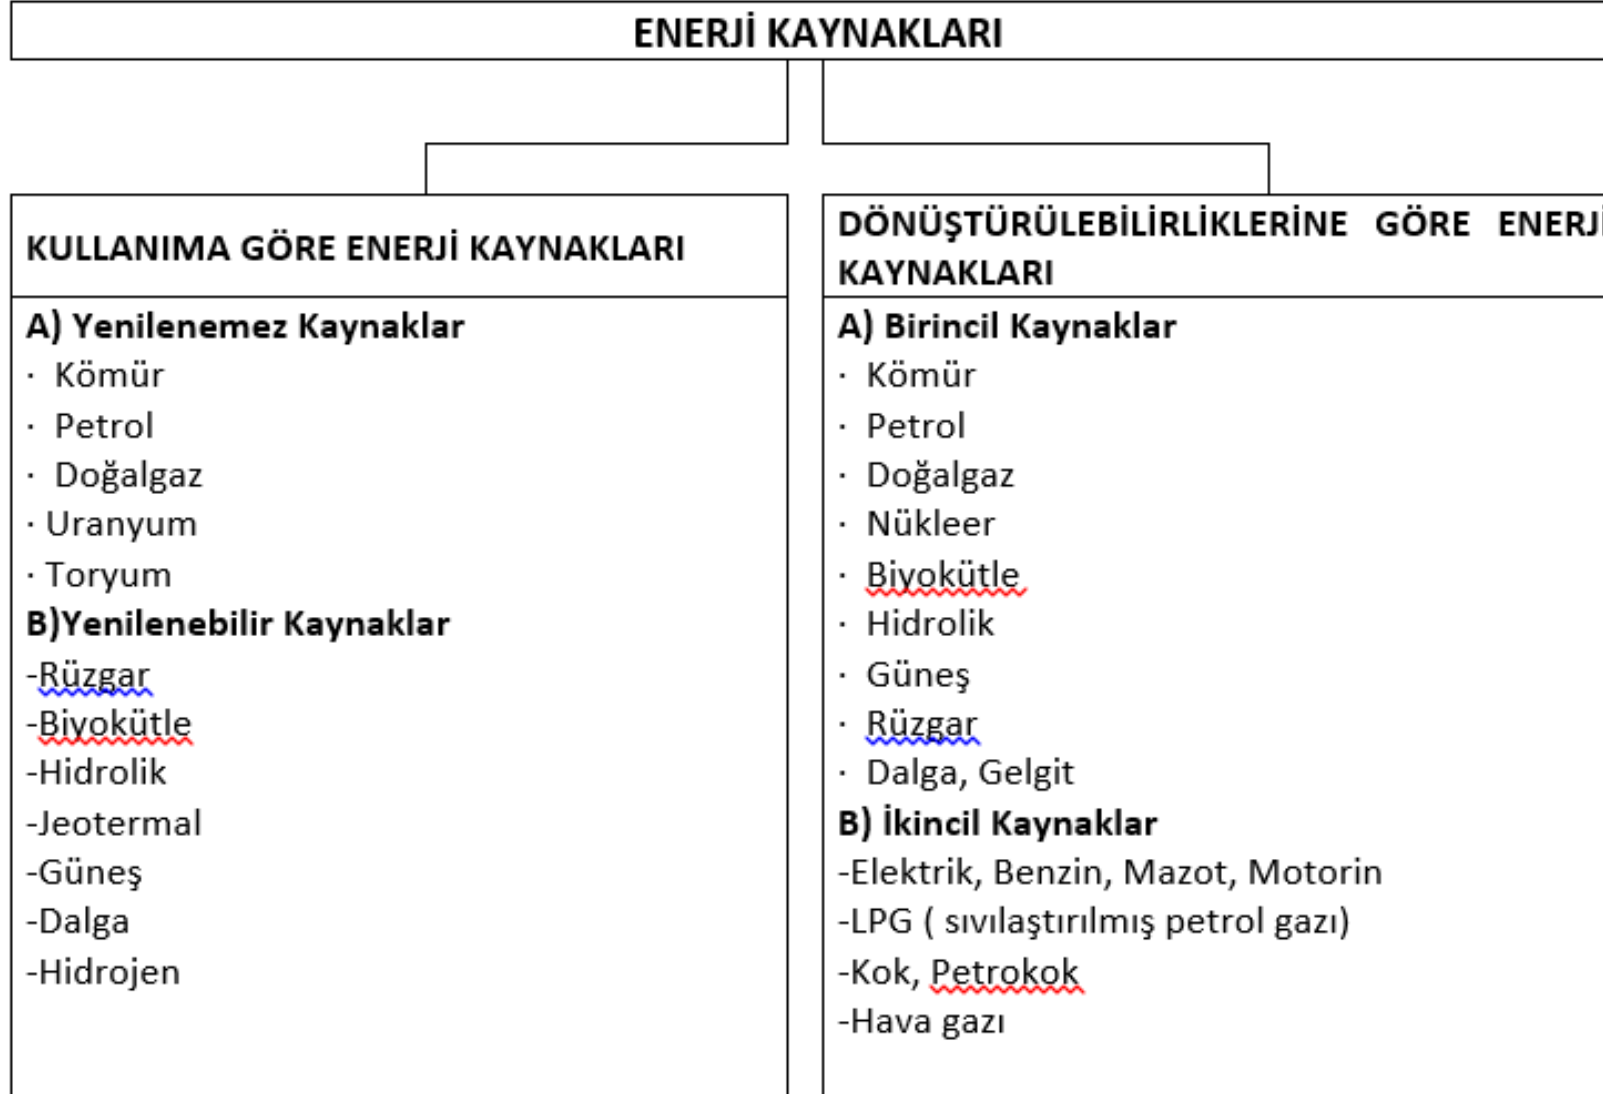 ENERJİ KAYNAKLARI
KULLANIMA GÖRE ENERJİ KAYNAKLARI
A) Yenilenemez Kaynaklar
· Kömür
· Petrol
· Doğalgaz
· Uranyum
· Toryum
B)Yenilenebilir Kaynaklar
-Rüzgar
-Biyokütle
-Hidrolik
-Jeotermal
-Güneş
-Dalga
-Hidrojen
DÖNÜŞTÜRÜLEBİLİRLİKLERİNE GÖRE ENERJİ
KAYNAKLARI
A) Birincil Kaynaklar
· Kömür
· Petrol
· Doğalgaz
· Nükleer
· Biyokütle
· Hidrolik
· Güneş
· Rüzgar
· Dalga, Gelgit
B) İkincil Kaynaklar
-Elektrik, Benzin, Mazot, Motorin
-LPG ( sıvılaştırılmış petrol gazı)
-Kok, Petrokok
-Hava gazı